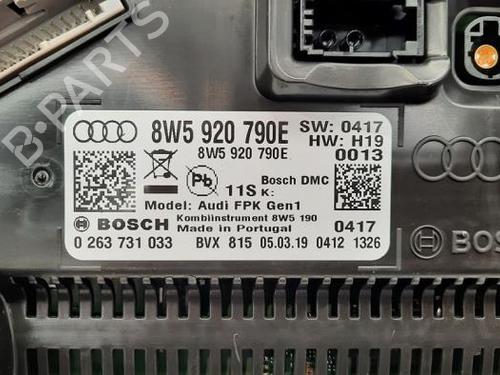 B-PARTS
8W5 920 790E SW: 0417
8W5 920 790E HW: H19
0013
Pb 11S K: Bosch DMC
Model: Audi FPK Gen1
BOSCH Kombiinstrument 8W5 190
Made in Portugal 0417
0 263 731 033 BVX 815 05.03.19 0412 1326
BOS